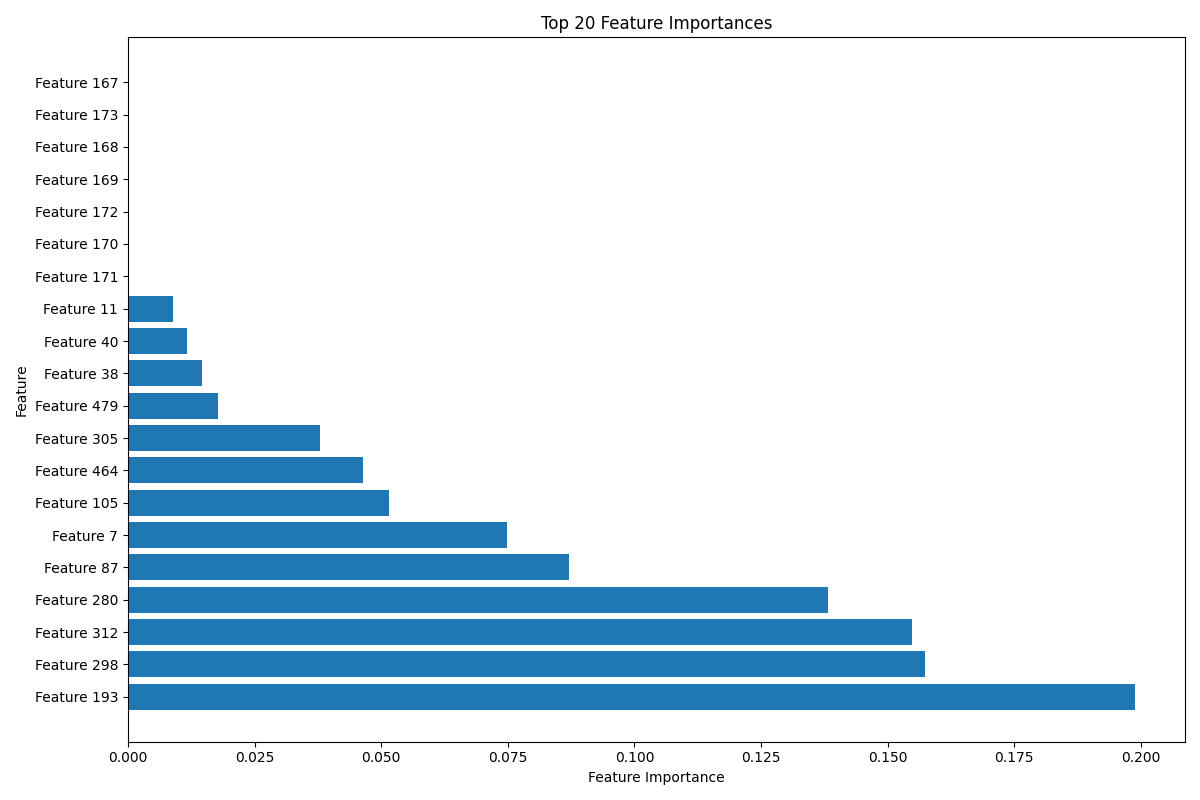 Top 20 Feature Importances
Feature
Feature 167
Feature 173
Feature 168
Feature 169
Feature 172
Feature 170
Feature 171
Feature 11
Feature 40
Feature 38
Feature 479
Feature 305
Feature 464
Feature 105
Feature 7
Feature 87
Feature 280
Feature 312
Feature 298
Feature 193
0.000 0.025 0.050 0.075 0.100 0.125 0.150 0.175 0.200
Feature Importance